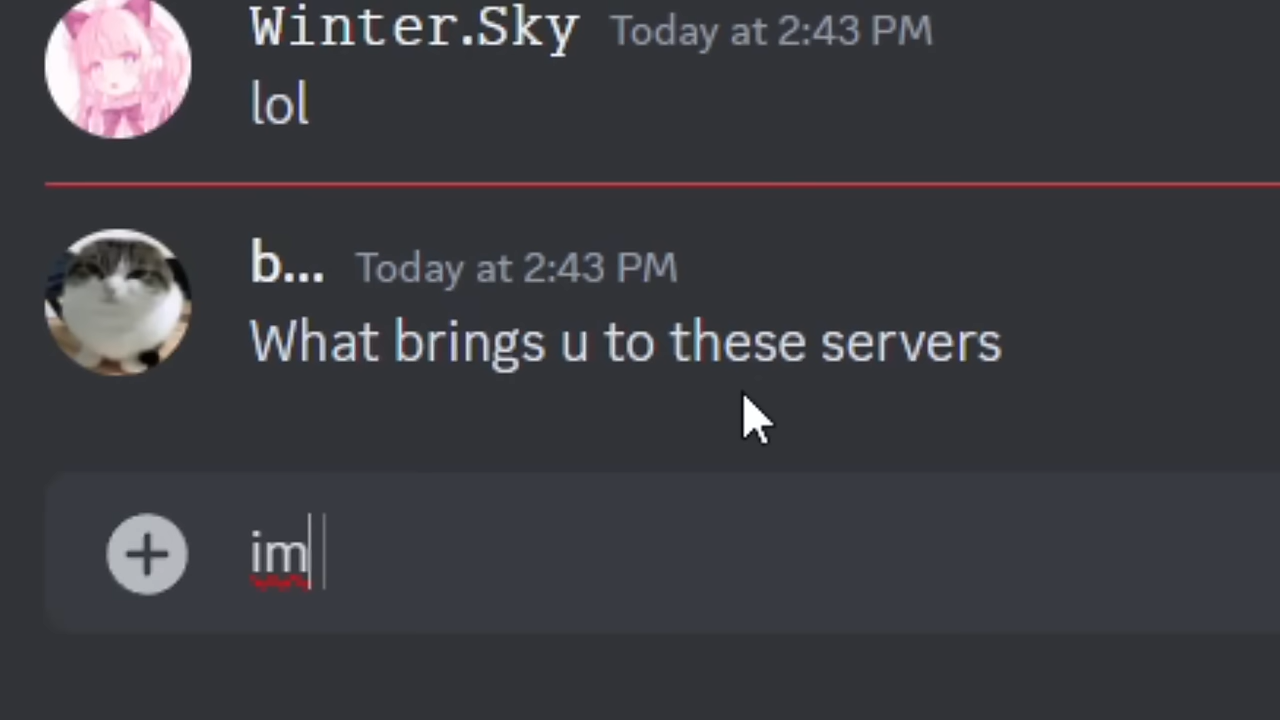 Winter.Sky Today at 2:43 PM
lol
b... Today at 2:43 PM
What brings u to these servers
im